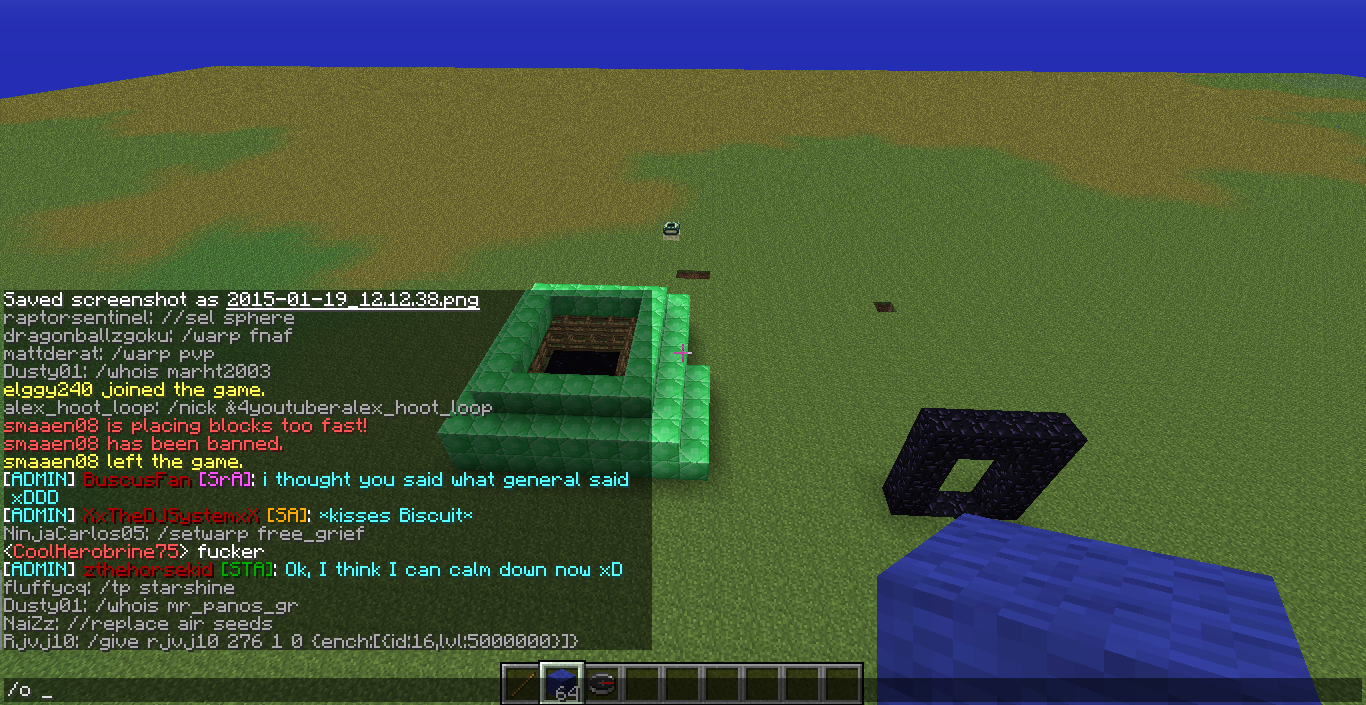 Saved screenshot as 2015-01-19_12.12.38.png
raptorsentinel: //sel sphere
dragonballzgoku: /warp fnaf
mattderat: /warp pvp
Dusty01: /whois marht2003
elggy240 joined the game.
alex_hoot_loop: /nick &4youtuberalex_hoot_loop
smaaen08 is placing blocks too fast!
smaaen08 has been banned.
smaaen08 left the game.
[ADMIN] BuscusFan [SrA]: i thought you said what general said
xDDD
[ADMIN] XxTheDJSystemxX [SA]: *kisses Biscuit*
NinjaCarlos05: /setwarp free_grief
<CoolHerobrine75> fucker
[ADMIN] zthehorsekid [STA]: Ok, I think I can calm down now xD
fluffycq: /tp starshine
Dusty01: /whois mr_panos_gr
NaiZz: //replace air seeds
Rjvj10: /give rjvj10 276 1 0 {ench:[{id:16,lvl:5000000}]}
64
/o _